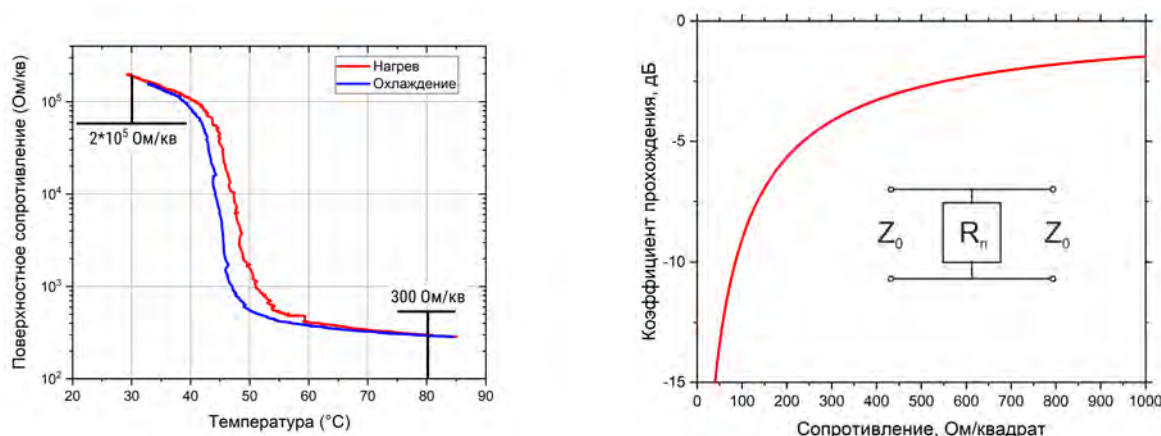 Поверхностное сопротивление (Ом/кв)
10⁵
10⁴
10³
10²
20 30 40 50 60 70 80 90
Температура (°C)
Нагрев
Охлаждение
2*10⁵ Ом/кв
300 Ом/кв
Коэффициент прохождения, дБ
0
-5
-10
-15
0 100 200 300 400 500 600 700 800 900 1000
Сопротивление, Ом/квадрат
Z₀ Rп Z₀